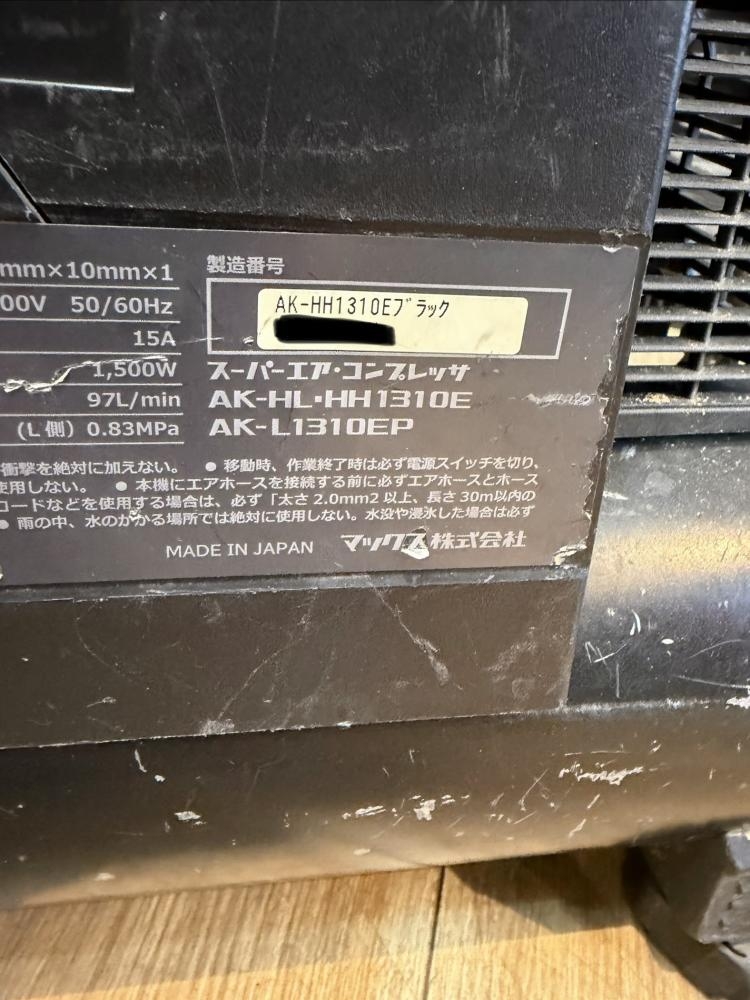 mm×10mm×1
00V 50/60Hz
15A
1,500W
97L/min
(L側) 0.83MPa
製造番号
AK-HH1310Eブラック
スーパーエア・コンプレッサ
AK-HL・HH1310E
AK-L1310EP
衝撃を絶対に加えない。 ● 移動時、作業終了時は必ず電源スイッチを切り、
使用しない。 ● 本機にエアホースを接続する前に必ずエアホースとホース
コードなどを使用する場合は、必ず「太さ 2.0mm2 以上、長さ 30m以内の
● 雨の中、水のかかる場所では絶対に使用しない。水没や浸水した場合は必ず
MADE IN JAPAN マックス株式会社